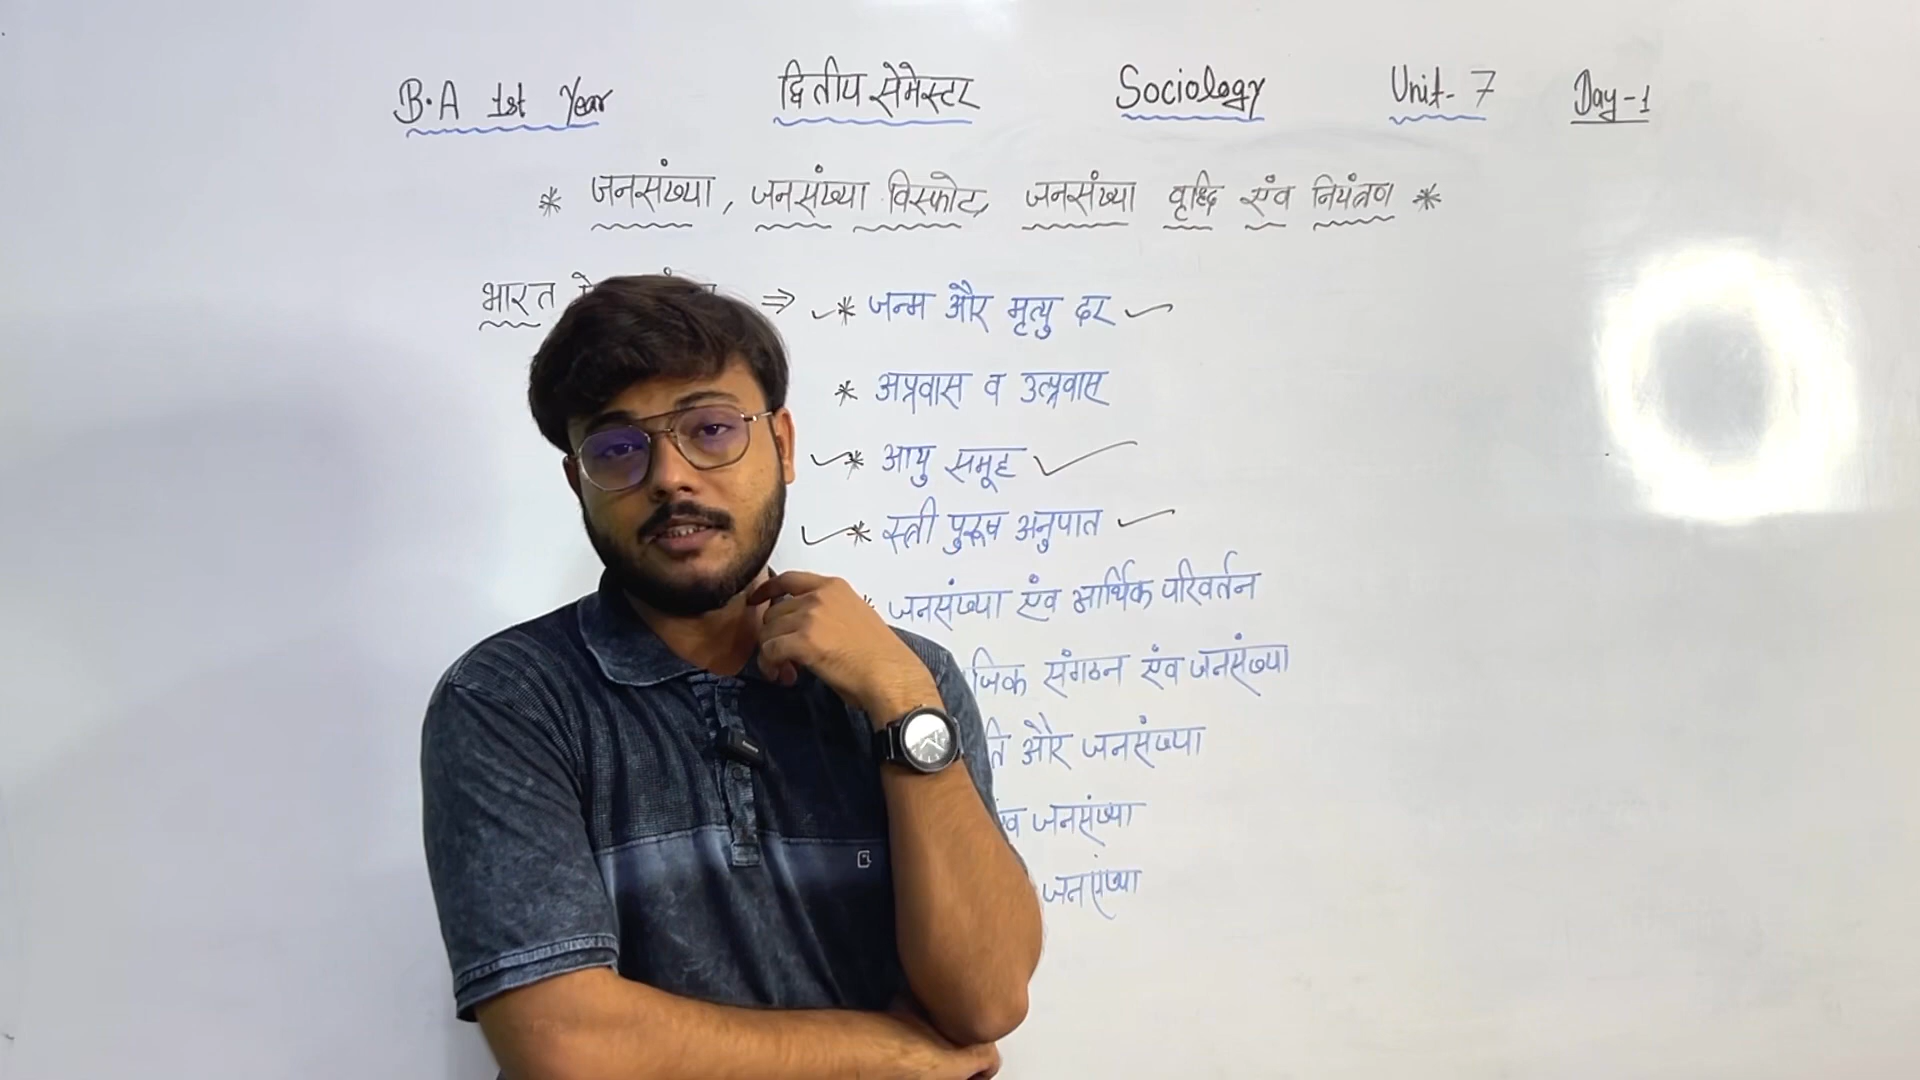 B.A 1st Year द्वितीय सेमेस्टर Sociology Unit-7 Day-1
* जनसंख्या, जनसंख्या विस्फोट, जनसंख्या वृद्धि एंव नियंत्रण *
भारत ⇒ * जन्म और मृत्यु दर
* अप्रवास व उत्प्रवास
* आयु समूह
* स्त्री पुरूष अनुपात
* जनसंख्या एंव आर्थिक परिवर्तन
संगठन एंव जनसंख्या
और जनसंख्या
जनसंख्या
जनसंख्या